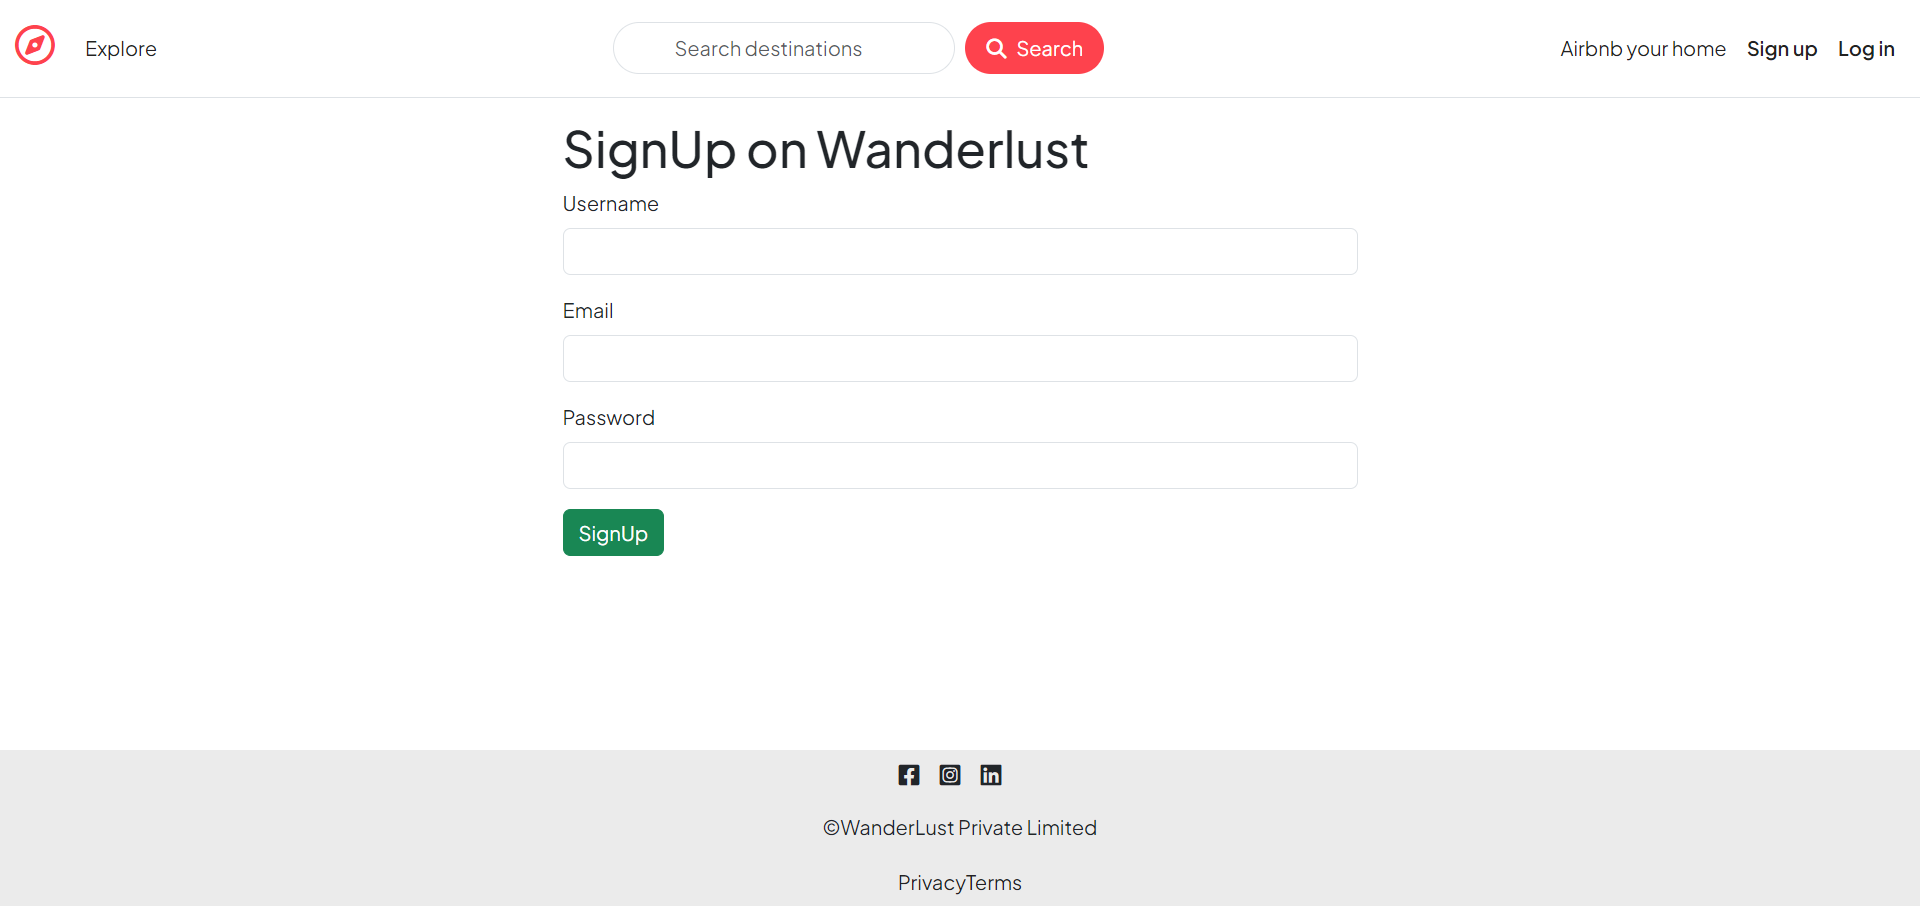 Explore
Search destinations
Search
Airbnb your home
Sign up
Log in
SignUp on Wanderlust
Username
Email
Password
SignUp
©WanderLust Private Limited
PrivacyTerms